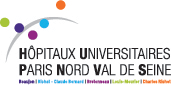 HÔPITAUX UNIVERSITAIRES
PARIS NORD VAL DE SEINE
Beaujon | Bichat - Claude Bernard | Bretonneau | Louis-Mourier | Charles Richet